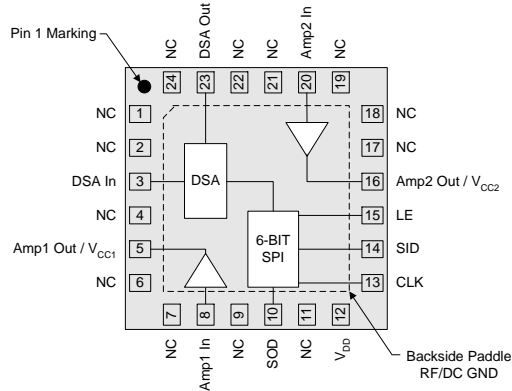 Pin 1 Marking
NC
DSA Out
NC
NC
Amp2 In
NC
24
23
22
21
20
19
NC
1
18
NC
NC
2
17
NC
DSA In
3
DSA
16
Amp2 Out / VCC2
NC
4
15
LE
Amp1 Out / VCC1
5
6-BIT
SPI
14
SID
NC
6
13
CLK
7
8
9
10
11
12
NC
Amp1 In
NC
SOD
NC
VDD
Backside Paddle
RF/DC GND